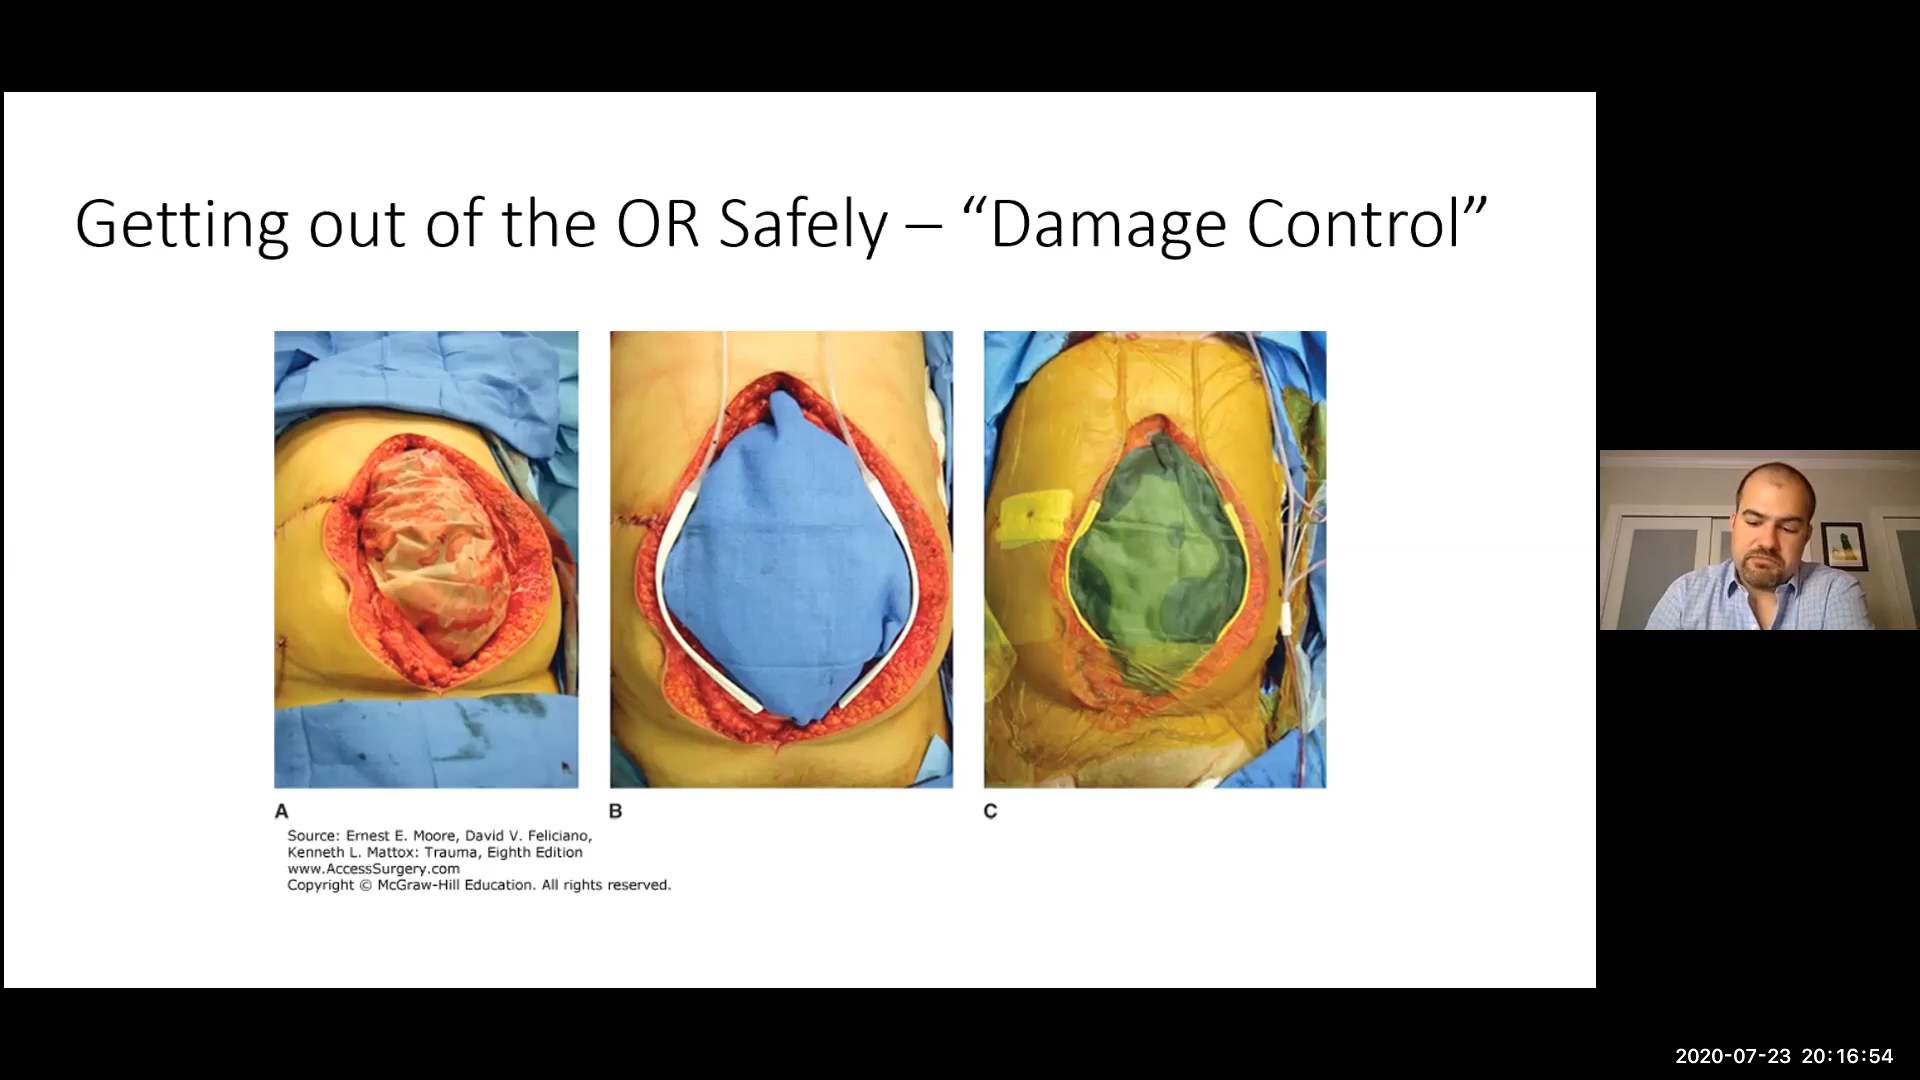 Getting out of the OR Safely – “Damage Control”
A
B
C
Source: Ernest E. Moore, David V. Feliciano,
Kenneth L. Mattox: Trauma, Eighth Edition
www.AccessSurgery.com
Copyright © McGraw-Hill Education. All rights reserved.
2020-07-23 20:16:54